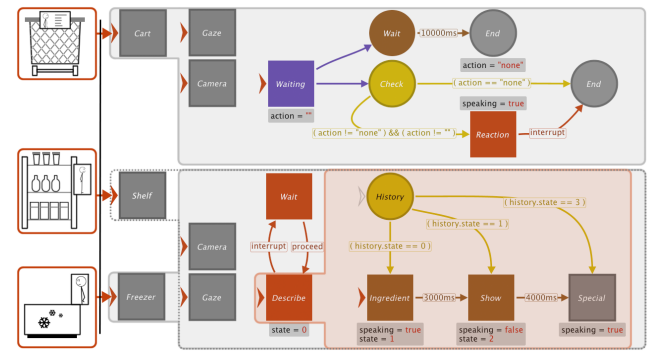 Cart
Gaze
Wait
10000ms
End
action = "none"
Camera
Waiting
action = ""
Check
( action == "none" )
End
speaking = true
( action != "none" ) && ( action != "" )
Reaction
interrupt
Shelf
Wait
History
( history.state == 3 )
( history.state == 1 )
Camera
interrupt
proceed
( history.state == 0 )
Freezer
Gaze
Describe
state = 0
Ingredient
3000ms
Show
4000ms
Special
speaking = true
state = 1
speaking = false
state = 2
speaking = true